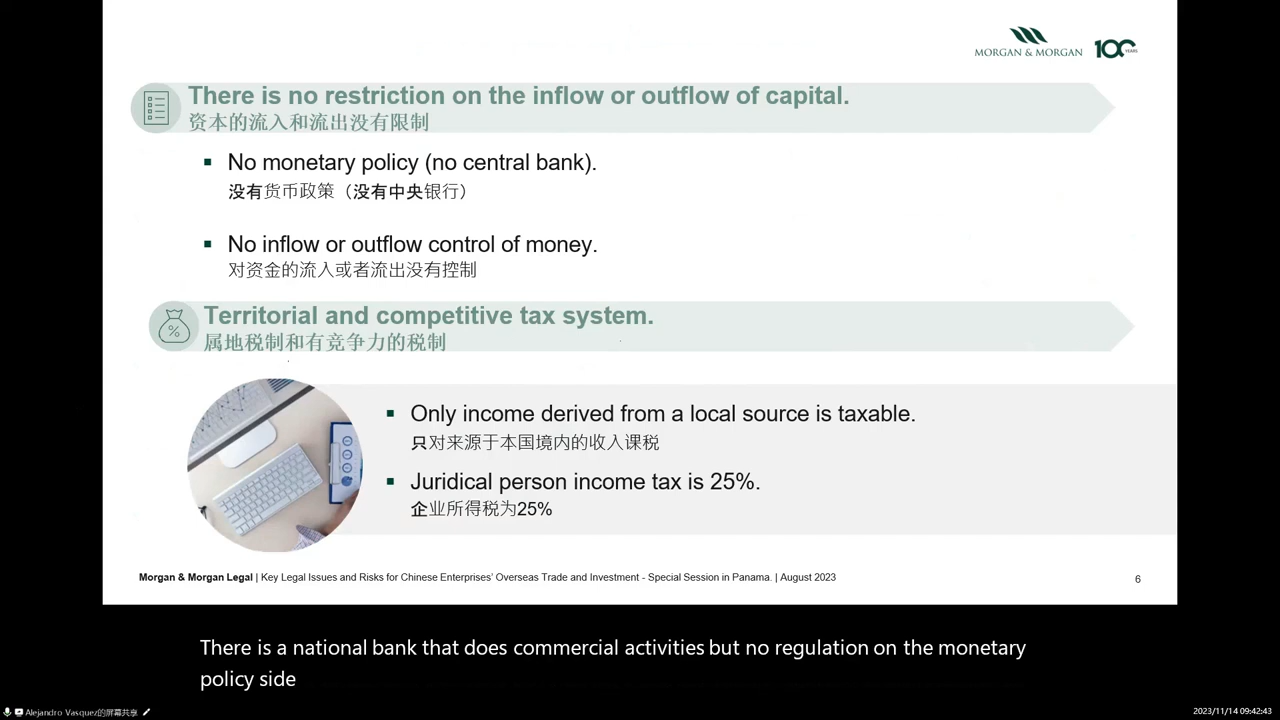 MORGAN & MORGAN 100 YEARS
There is no restriction on the inflow or outflow of capital.
资本的流入和流出没有限制
▪ No monetary policy (no central bank).
没有货币政策（没有中央银行）
▪ No inflow or outflow control of money.
对资金的流入或者流出没有控制
%
Territorial and competitive tax system.
属地税制和有竞争力的税制
▪ Only income derived from a local source is taxable.
只对来源于本国境内的收入课税
▪ Juridical person income tax is 25%.
企业所得税为25%
Morgan & Morgan Legal | Key Legal Issues and Risks for Chinese Enterprises' Overseas Trade and Investment - Special Session in Panama. | August 2023
6
There is a national bank that does commercial activities but no regulation on the monetary
policy side
Alejandro Vasquez的屏幕共享
2023/11/14 09:42:43